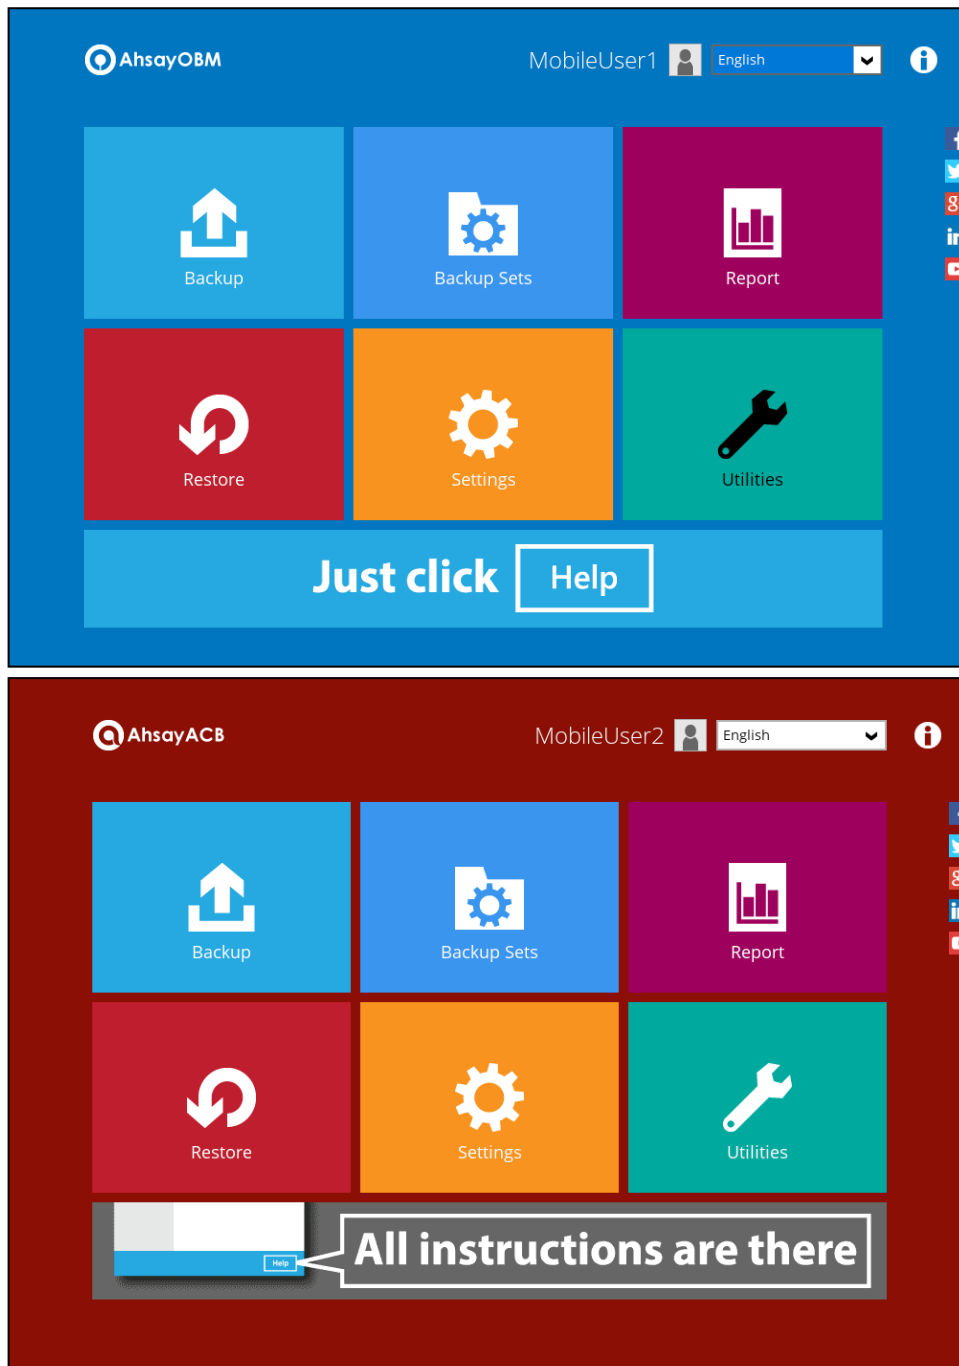 AhsayOBM
MobileUser1 English
Backup Backup Sets Report
Restore Settings Utilities
Just click Help
AhsayACB
MobileUser2 English
Backup Backup Sets Report
Restore Settings Utilities
Help All instructions are there